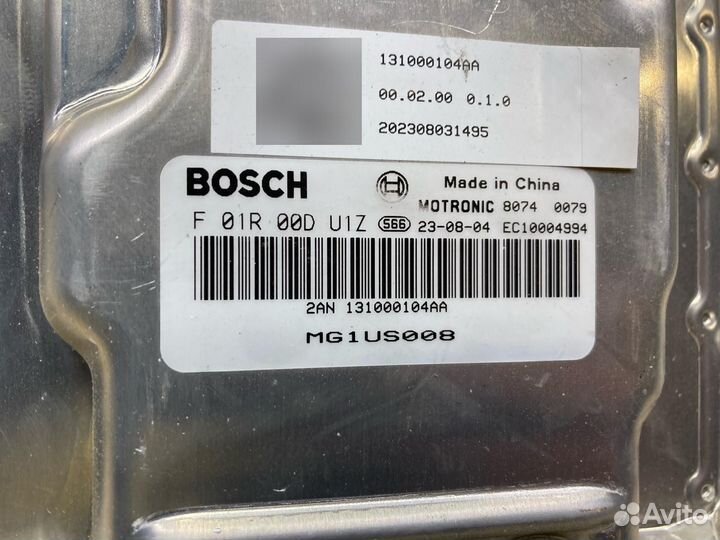 131000104AA
00.02.00 0.1.0
202308031495
BOSCH
Made in China
F 01R 00D U1Z 566
MOTRONIC 8074 0079
23-08-04 EC10004994
2AN 131000104AA
MG1US008
Avito